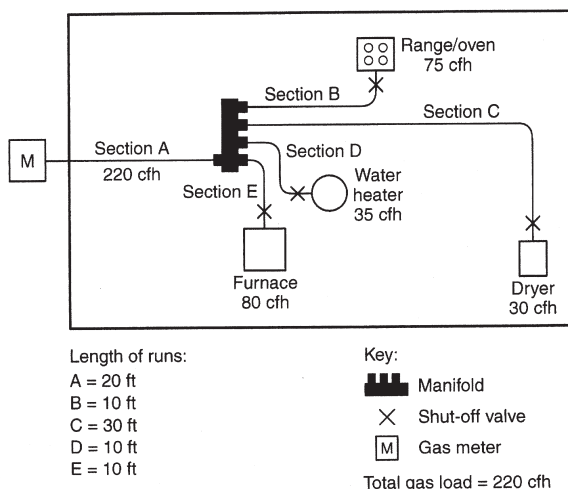 Range/oven
75 cfh
Section B
Section C
Section A
220 cfh
M
Section D
Section E
Water
heater
35 cfh
Furnace
80 cfh
Dryer
30 cfh
Length of runs:
A = 20 ft
B = 10 ft
C = 30 ft
D = 10 ft
E = 10 ft
Key:
Manifold
Shut-off valve
M Gas meter
Total gas load = 220 cfh